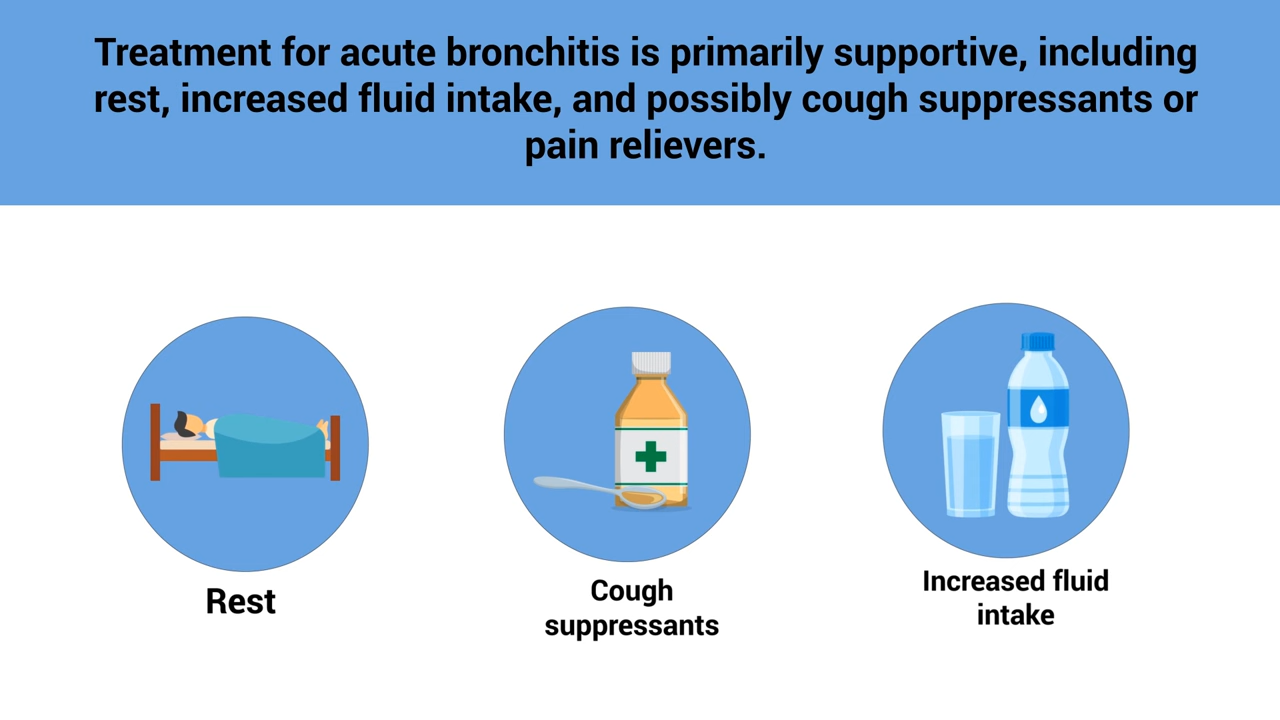 Treatment for acute bronchitis is primarily supportive, including
rest, increased fluid intake, and possibly cough suppressants or
pain relievers.
Rest
Cough
suppressants
Increased fluid
intake